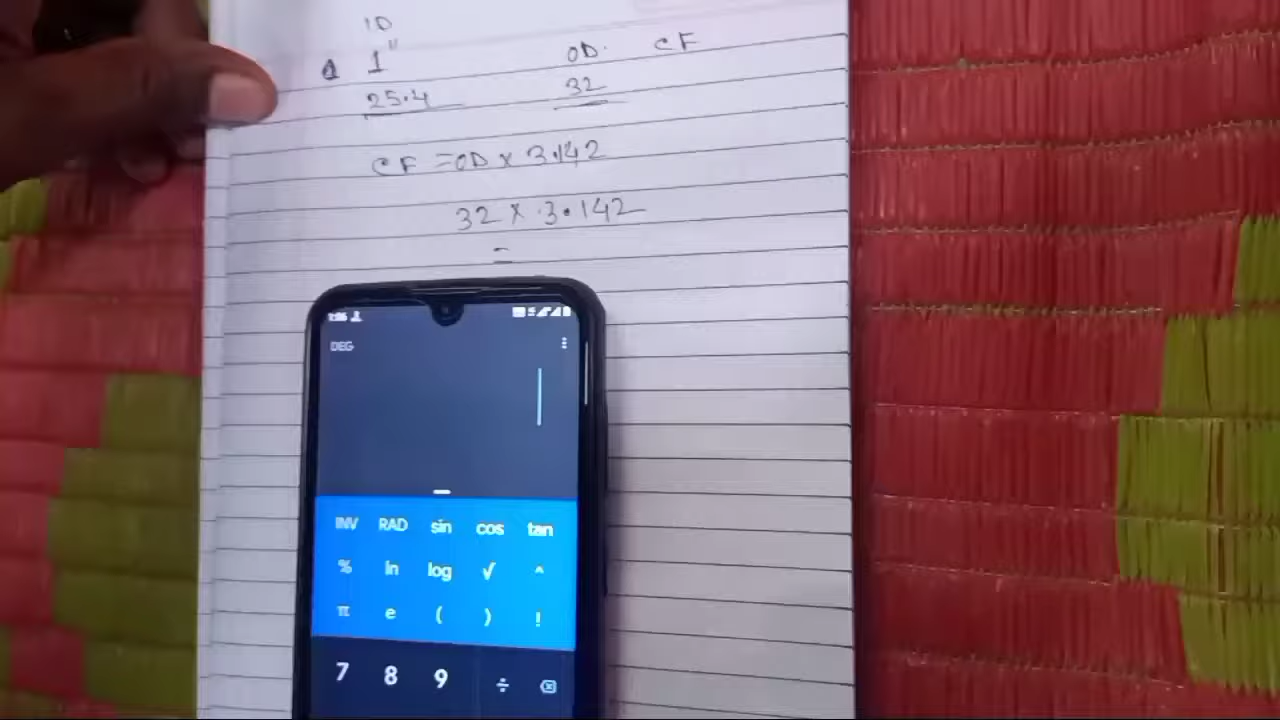 ID
1" OD. CF
25.4 32
CF = OD x 3.142
32 x 3.142
=
DEG
INV RAD sin cos tan
% ln log √ ^
π e ( ) !
7 8 9 ÷